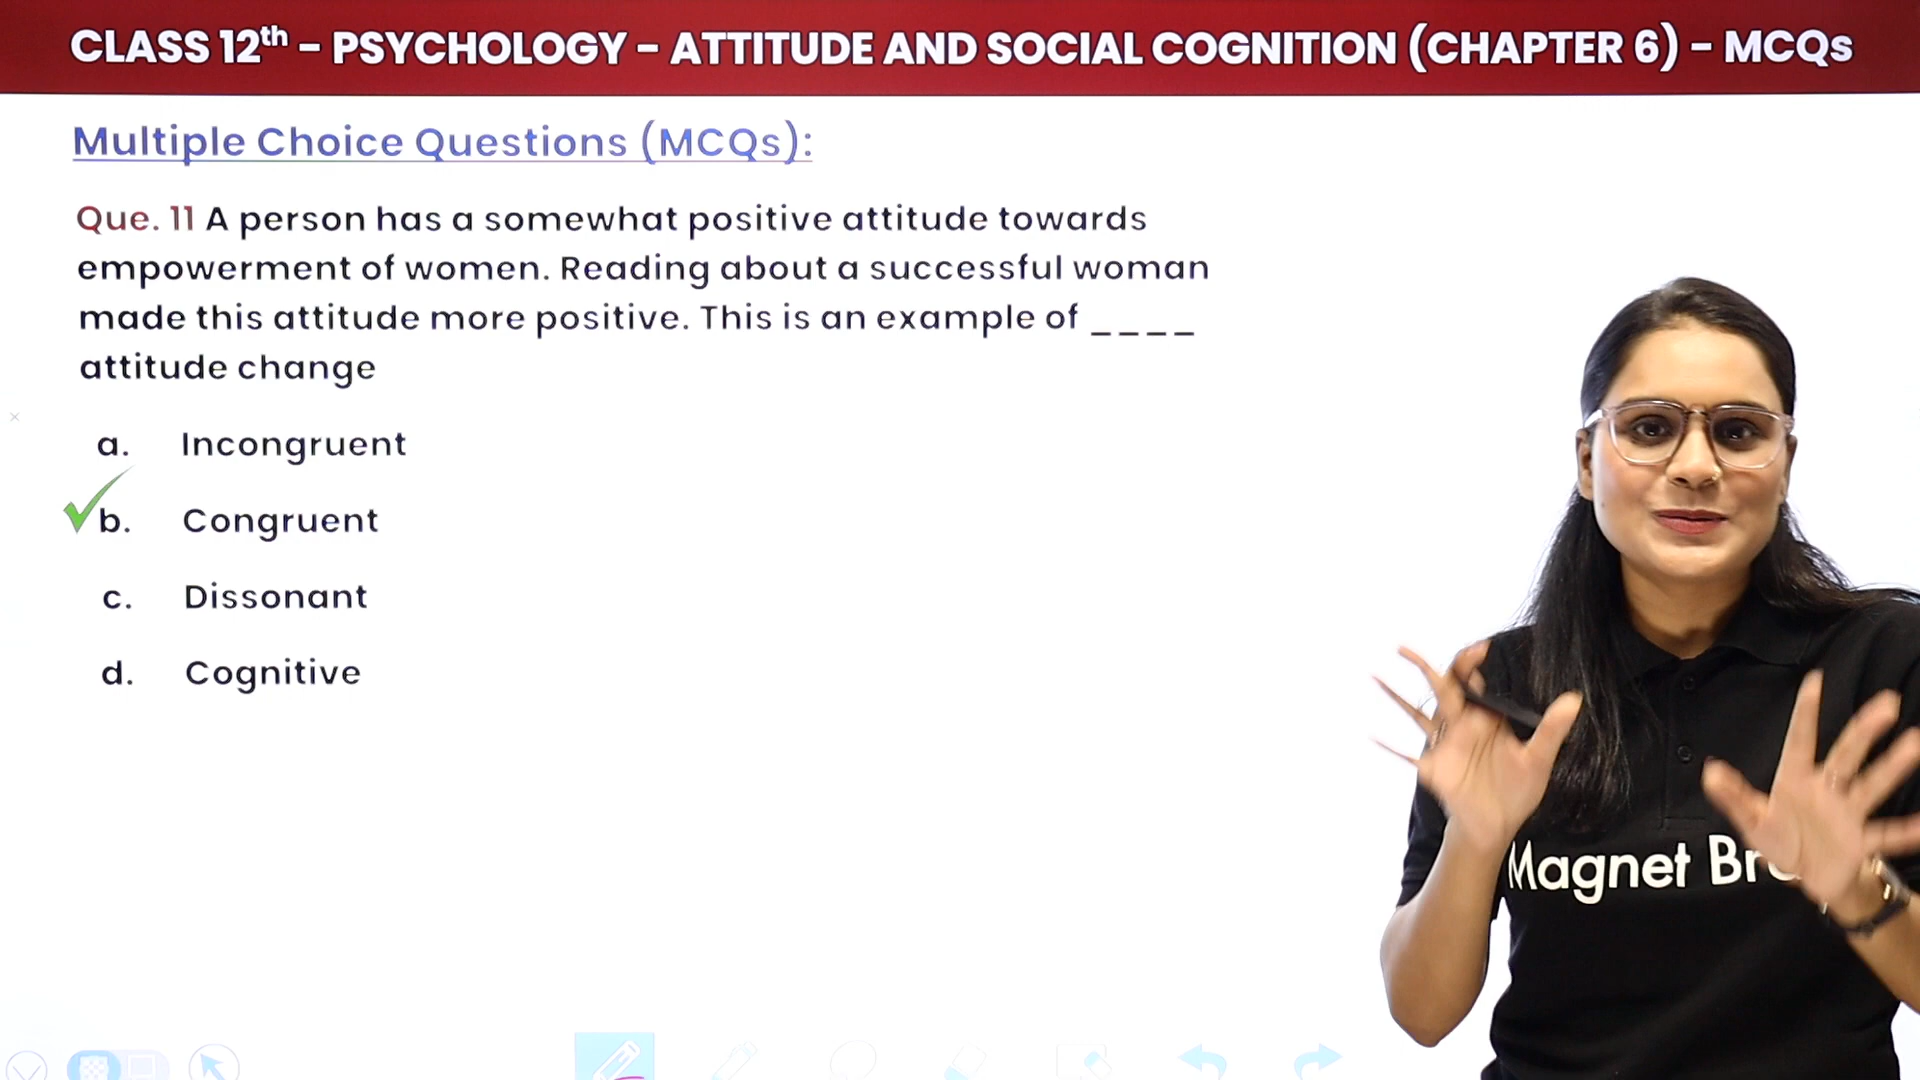 CLASS 12th – PSYCHOLOGY – ATTITUDE AND SOCIAL COGNITION (CHAPTER 6) – MCQs
Multiple Choice Questions (MCQs):
Que. 11 A person has a somewhat positive attitude towards
empowerment of women. Reading about a successful woman
made this attitude more positive. This is an example of _ _ _ _
attitude change
a. Incongruent
b. Congruent
c. Dissonant
d. Cognitive
Magnet